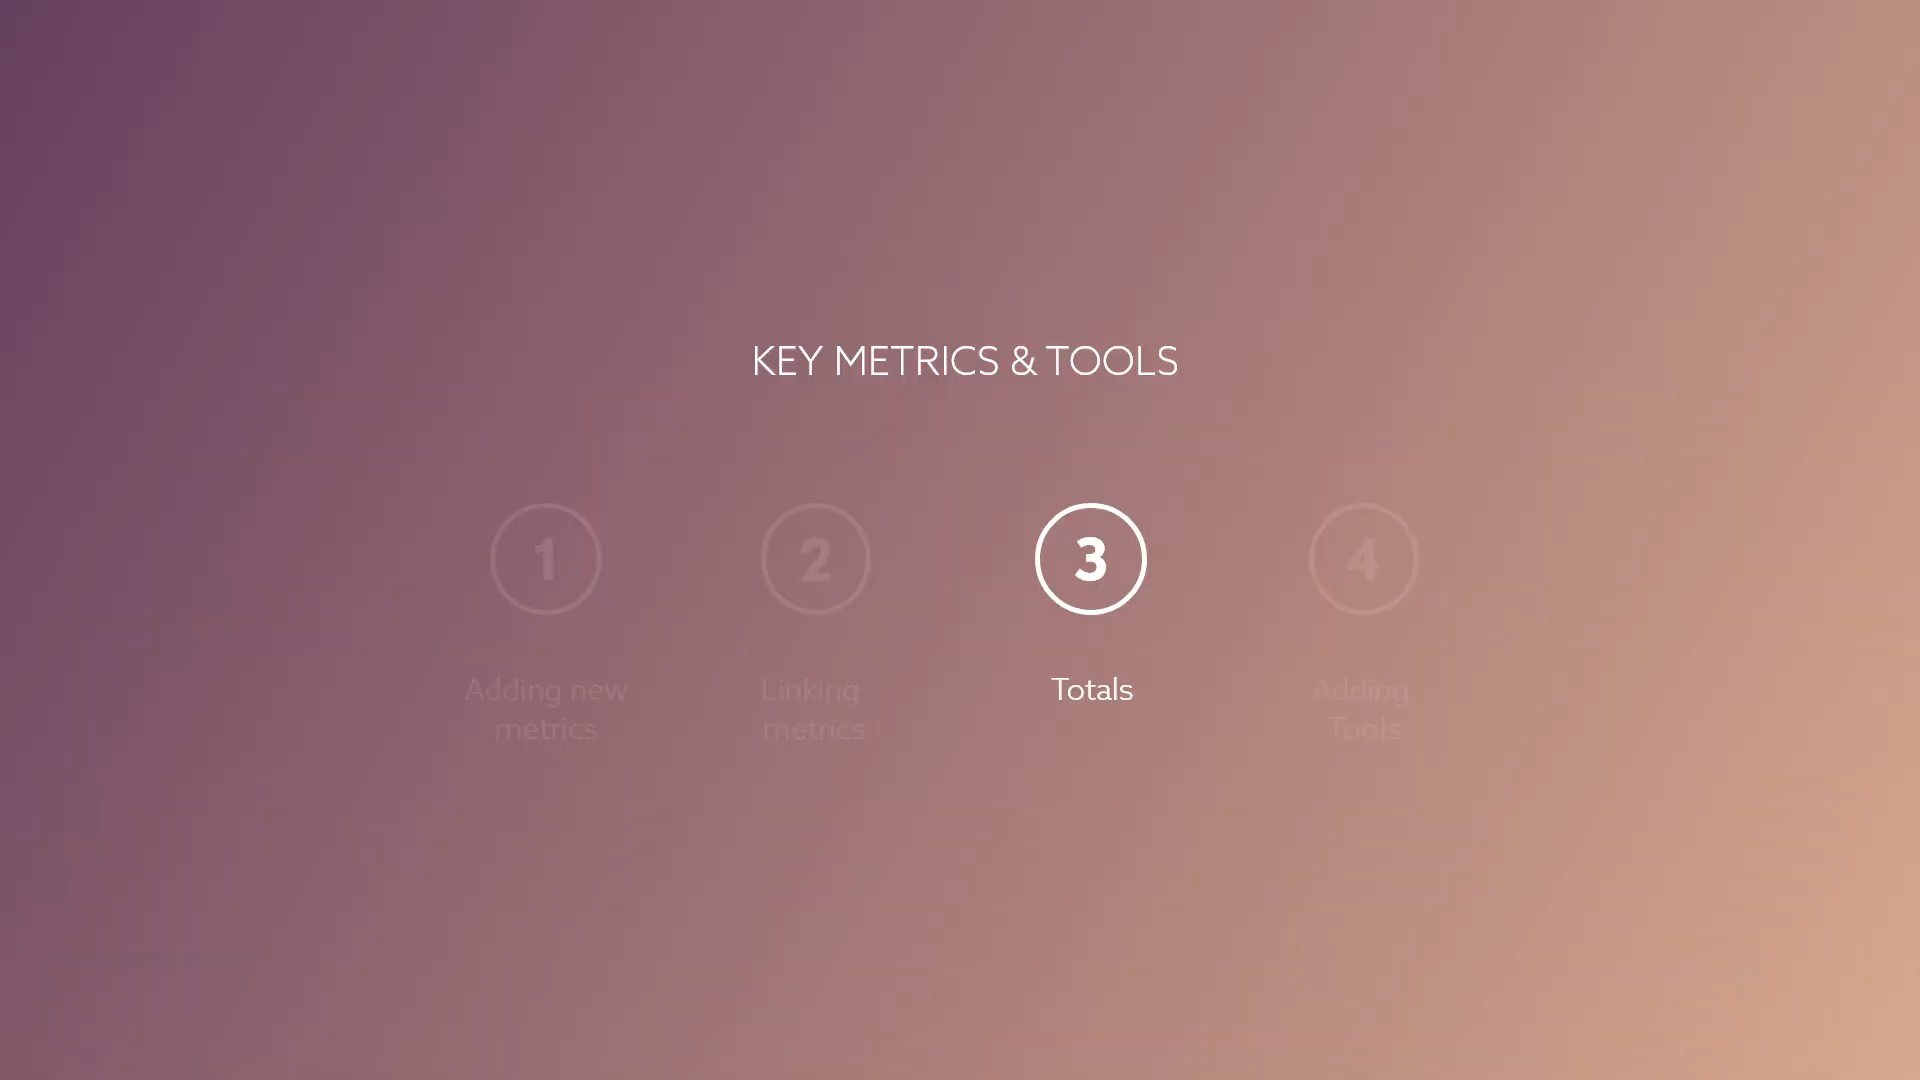 KEY METRICS & TOOLS
1
2
3
4
Adding new
metrics
Linking
metrics
Totals
Adding
Tools